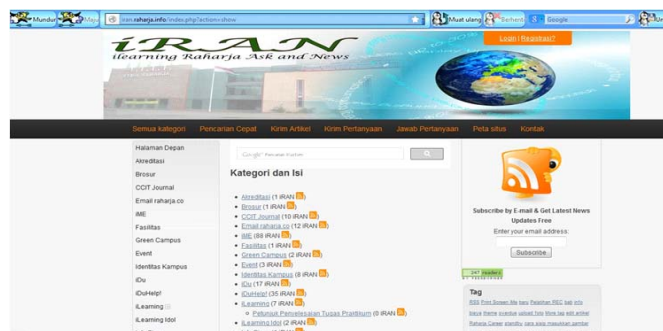 Mundur
Maju
iran.raharja.info/index.php?action=show
Muat ulang
Berhenti
Google
iRAN
ilearning Raharja Ask and News
Login | Registrasi?
Semua kategori
Pencarian Cepat
Kirim Artikel
Kirim Pertanyaan
Jawab Pertanyaan
Peta situs
Kontak
Halaman Depan
Akreditasi
Brosur
CCIT Journal
Email raharja.co
iME
Fasilitas
Green Campus
Event
Identitas Kampus
iDu
iDuHelp!
iLearning
iLearning Idol
Google
Kategori dan Isi
Akreditasi (1 iRAN)
Brosur (1 iRAN)
CCIT Journal (10 iRAN)
Email raharja.co (12 iRAN)
iME (88 iRAN)
Fasilitas (1 iRAN)
Green Campus (2 iRAN)
Event (3 iRAN)
Identitas Kampus (8 iRAN)
iDu (17 iRAN)
iDuHelp! (35 iRAN)
iLearning (7 iRAN)
Petunjuk Penyelesaian Tugas Praktikum (0 iRAN)
iLearning Idol (2 iRAN)
Subscribe by E-mail & Get Latest News
Updates Free
Enter your email address:
Subscribe
247 readers
Tag